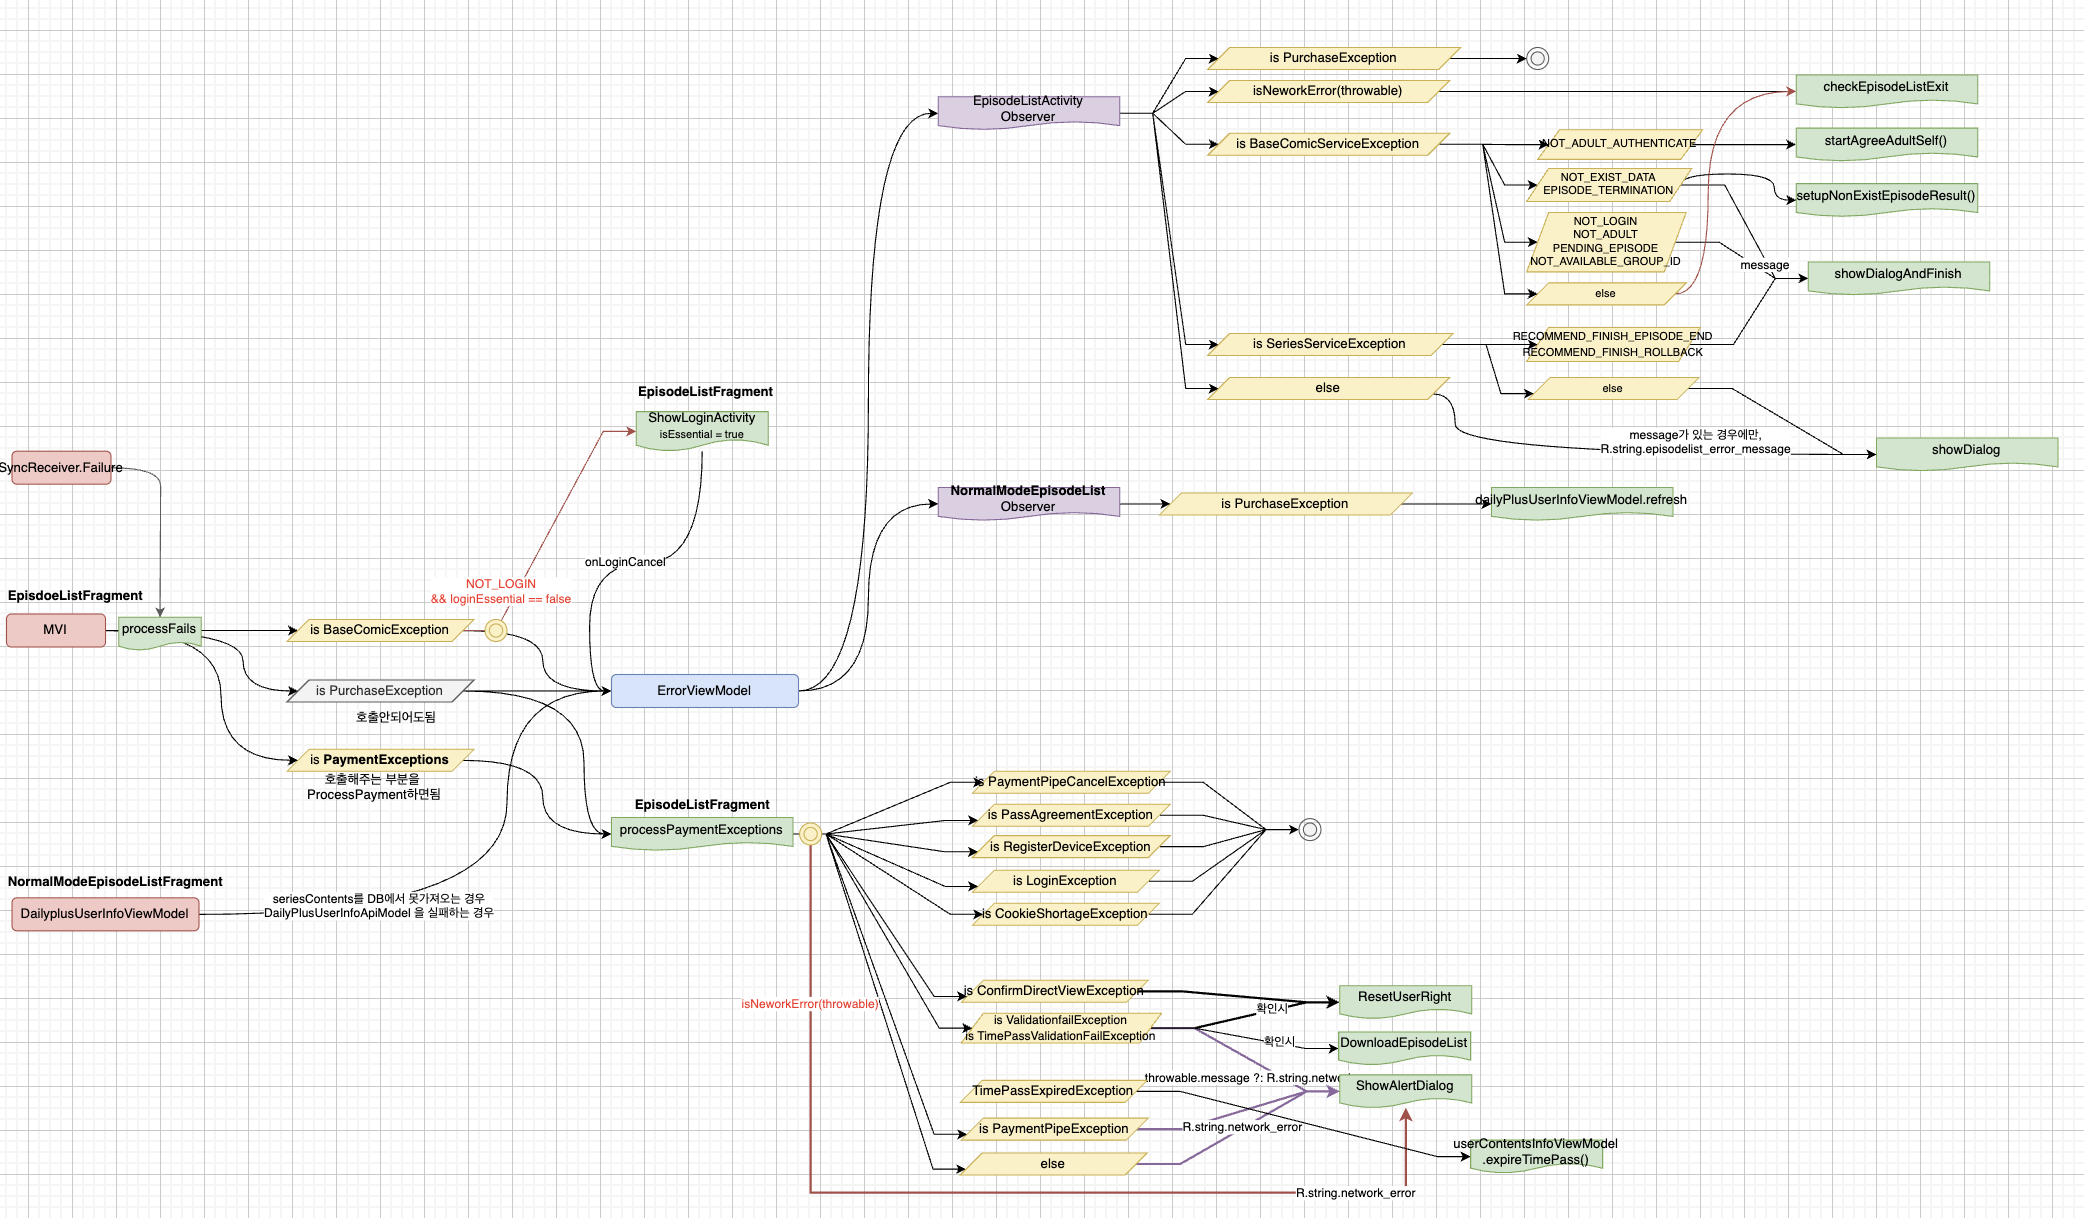 is PurchaseException
isNeworkError(throwable)
checkEpisodeListExit
EpisodeListActivity
Observer
is BaseComicServiceException
NOT_ADULT_AUTHENTICATE
startAgreeAdultSelf()
NOT_EXIST_DATA
EPISODE_TERMINATION
setupNonExistEpisodeResult()
NOT_LOGIN
NOT_ADULT
PENDING_EPISODE
NOT_AVAILABLE_GROUP_ID
message
showDialogAndFinish
else
is SeriesServiceException
RECOMMEND_FINISH_EPISODE_END
RECOMMEND_FINISH_ROLLBACK
else
else
message가 있는 경우에만,
R.string.episodelist_error_message
showDialog
EpisodeListFragment
ShowLoginActivity
isEssential = true
SyncReceiver.Failure
NormalModeEpisodeList
Observer
is PurchaseException
dailyPlusUserInfoViewModel.refresh
onLoginCancel
NOT_LOGIN
&& loginEssential == false
EpisdoeListFragment
MVI
processFails
is BaseComicException
is PurchaseException
호출안되어도됨
ErrorViewModel
is PaymentExceptions
호출해주는 부분을
ProcessPayment하면됨
EpisodeListFragment
processPaymentExceptions
is PaymentPipeCancelException
is PassAgreementException
is RegisterDeviceException
is LoginException
is CookieShortageException
NormalModeEpisodeListFragment
DailyplusUserInfoViewModel
seriesContents를 DB에서 못가져오는 경우
DailyPlusUserInfoApiModel 을 실패하는 경우
isNeworkError(throwable)
is ConfirmDirectViewException
확인시
ResetUserRight
is ValidationfailException
is TimePassValidationFailException
확인시
DownloadEpisodeList
throwable.message ?: R.string.netwo
ShowAlertDialog
TimePassExpiredException
is PaymentPipeException
R.string.network_error
userContentsInfoViewModel
.expireTimePass()
else
R.string.network_error